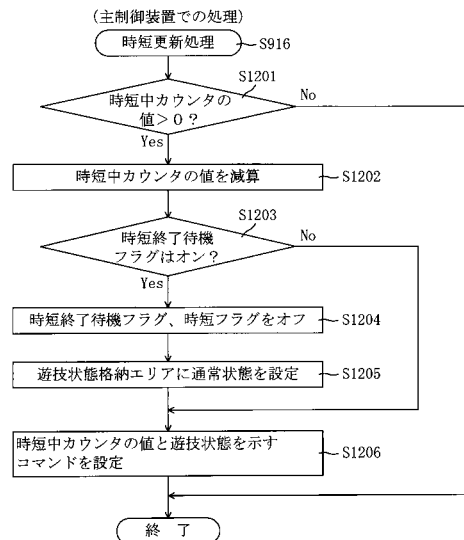 (主制御装置での処理)
時短更新処理
S916
S1201
時短中カウンタの
値＞０？
No
Yes
時短中カウンタの値を減算
S1202
S1203
時短終了待機
フラグはオン？
No
Yes
時短終了待機フラグ、時短フラグをオフ
S1204
遊技状態格納エリアに通常状態を設定
S1205
時短中カウンタの値と遊技状態を示す
コマンドを設定
S1206
終 了